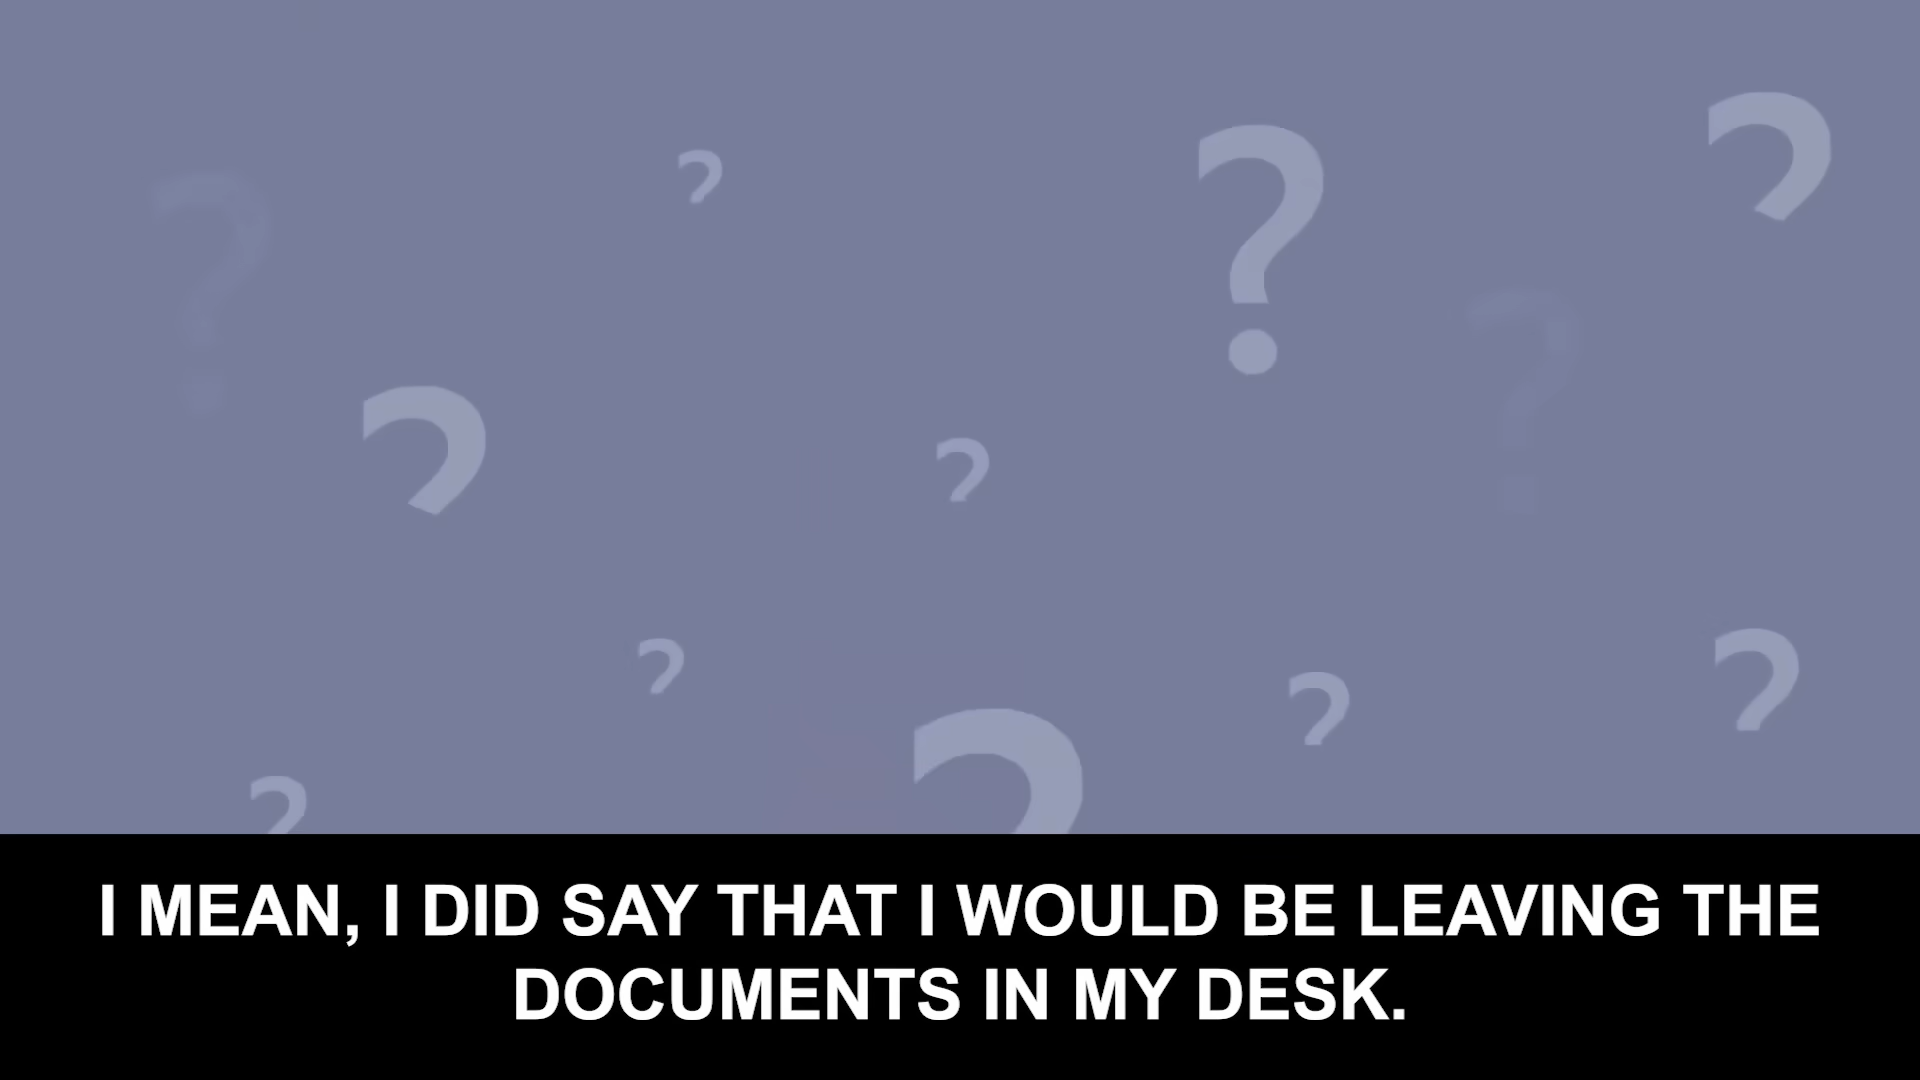 I MEAN, I DID SAY THAT I WOULD BE LEAVING THE
DOCUMENTS IN MY DESK.